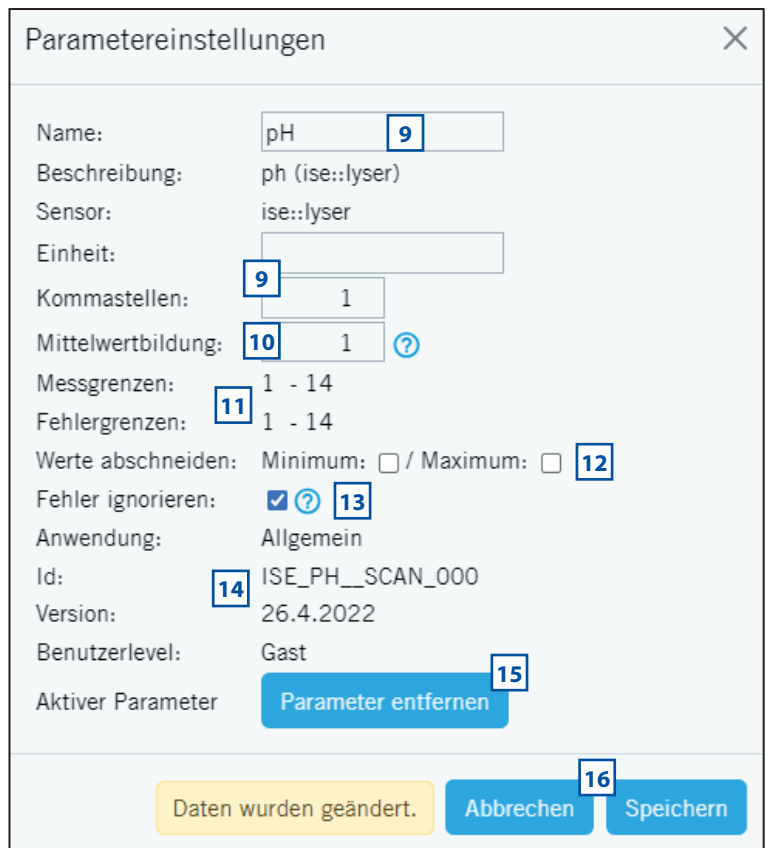 Parametereinstellungen
Name: pH 9
Beschreibung: ph (ise::lyser)
Sensor: ise::lyser
Einheit:
9
Kommastellen: 1
Mittelwertbildung: 10 1 ?
Messgrenzen: 1 - 14
11
Fehlergrenzen: 1 - 14
Werte abschneiden: Minimum: / Maximum: 12
Fehler ignorieren: ? 13
Anwendung: Allgemein
Id: ISE_PH__SCAN_000
14
Version: 26.4.2022
Benutzerlevel: Gast
15
Aktiver Parameter Parameter entfernen
16
Daten wurden geändert. Abbrechen Speichern